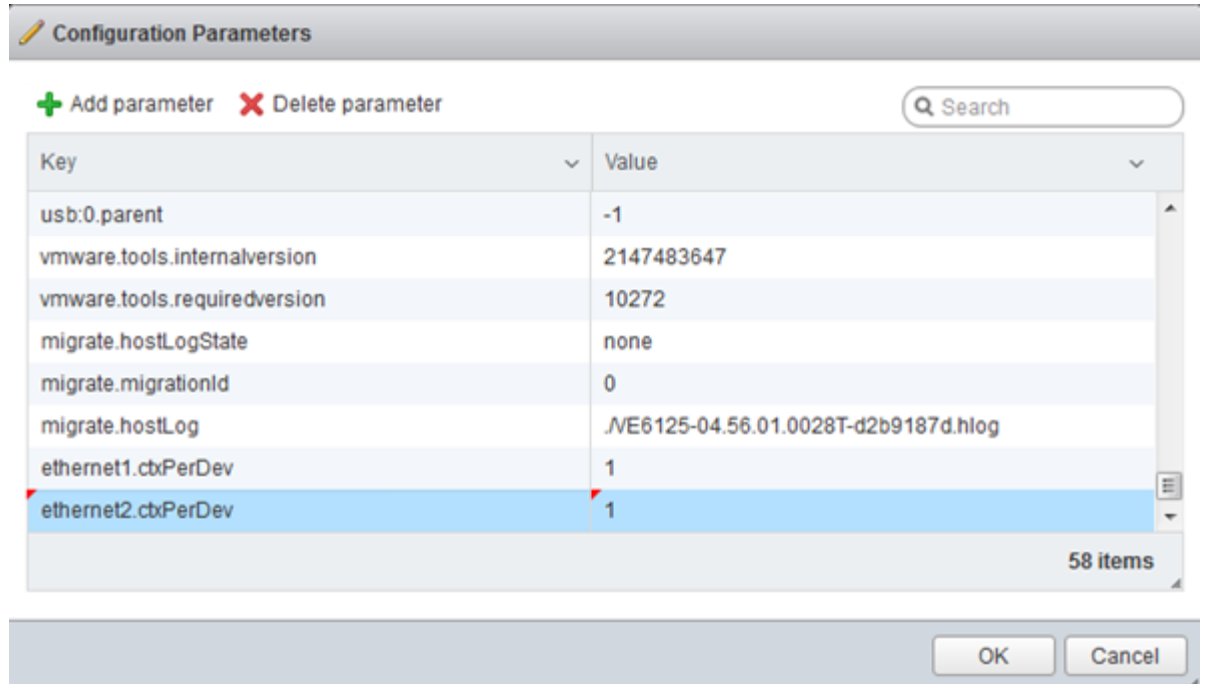 Configuration Parameters
Add parameter Delete parameter Search
Key Value
usb:0.parent -1
vmware.tools.internalversion 2147483647
vmware.tools.requiredversion 10272
migrate.hostLogState none
migrate.migrationId 0
migrate.hostLog ./VE6125-04.56.01.0028T-d2b9187d.hlog
ethernet1.ctxPerDev 1
ethernet2.ctxPerDev 1
58 items
OK Cancel